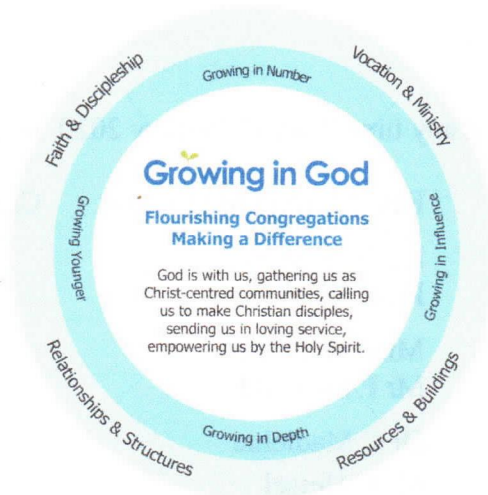 Faith & Discipleship
Vocation & Ministry
Growing in Number
Growing in God
Flourishing Congregations
Making a Difference
God is with us, gathering us as
Christ-centred communities, calling
us to make Christian disciples,
sending us in loving service,
empowering us by the Holy Spirit.
Growing Younger
Growing in Influence
Growing in Depth
Relationships & Structures
Resources & Buildings